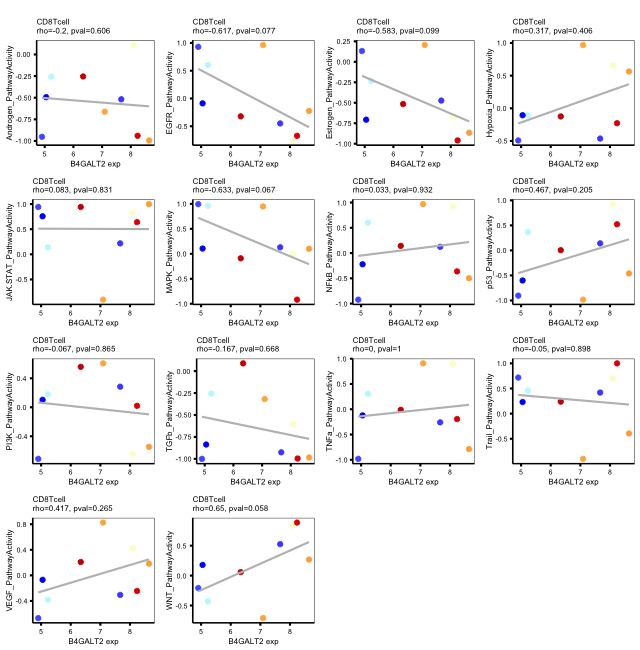 CD8Tcell
rho=-0.2, pval=0.606
Androgen_PathwayActivity
0.0
-0.25
-0.50
-0.75
-1.00
5
6
7
8
B4GALT2 exp
CD8Tcell
rho=-0.617, pval=0.077
EGFR_PathwayActivity
1.0
0.5
0.0
-0.5
5
6
7
8
B4GALT2 exp
CD8Tcell
rho=-0.583, pval=0.099
Estrogen_PathwayActivity
0.25
0.00
-0.25
-0.50
-0.75
-1.00
5
6
7
8
B4GALT2 exp
CD8Tcell
rho=0.317, pval=0.406
Hypoxia_PathwayActivity
1.0
0.5
0.0
-0.5
5
6
7
8
B4GALT2 exp
CD8Tcell
rho=0.083, pval=0.831
JAK.STAT_PathwayActivity
1.0
0.5
0.0
-0.5
-1.0
5
6
7
8
B4GALT2 exp
CD8Tcell
rho=-0.633, pval=0.067
MAPK_PathwayActivity
1.0
0.5
0.0
-0.5
-1.0
5
6
7
8
B4GALT2 exp
CD8Tcell
rho=0.033, pval=0.932
NFkB_PathwayActivity
1.0
0.5
0.0
-0.5
-1.0
5
6
7
8
B4GALT2 exp
CD8Tcell
rho=0.467, pval=0.205
p53_PathwayActivity
1.0
0.5
0.0
-0.5
-1.0
5
6
7
8
B4GALT2 exp
CD8Tcell
rho=-0.067, pval=0.865
PI3K_PathwayActivity
0.4
0.0
-0.4
5
6
7
8
B4GALT2 exp
CD8Tcell
rho=-0.167, pval=0.668
TGFb_PathwayActivity
0.00
-0.25
-0.50
-0.75
-1.00
5
6
7
8
B4GALT2 exp
CD8Tcell
rho=0, pval=1
TNFa_PathwayActivity
1.0
0.5
0.0
-0.5
-1.0
5
6
7
8
B4GALT2 exp
CD8Tcell
rho=-0.05, pval=0.898
Trail_PathwayActivity
1.0
0.5
0.0
-0.5
5
6
7
8
B4GALT2 exp
CD8Tcell
rho=0.417, pval=0.265
VEGF_PathwayActivity
0.8
0.4
0.0
-0.4
5
6
7
8
B4GALT2 exp
CD8Tcell
rho=0.65, pval=0.058
WNT_PathwayActivity
0.5
0.0
-0.5
5
6
7
8
B4GALT2 exp